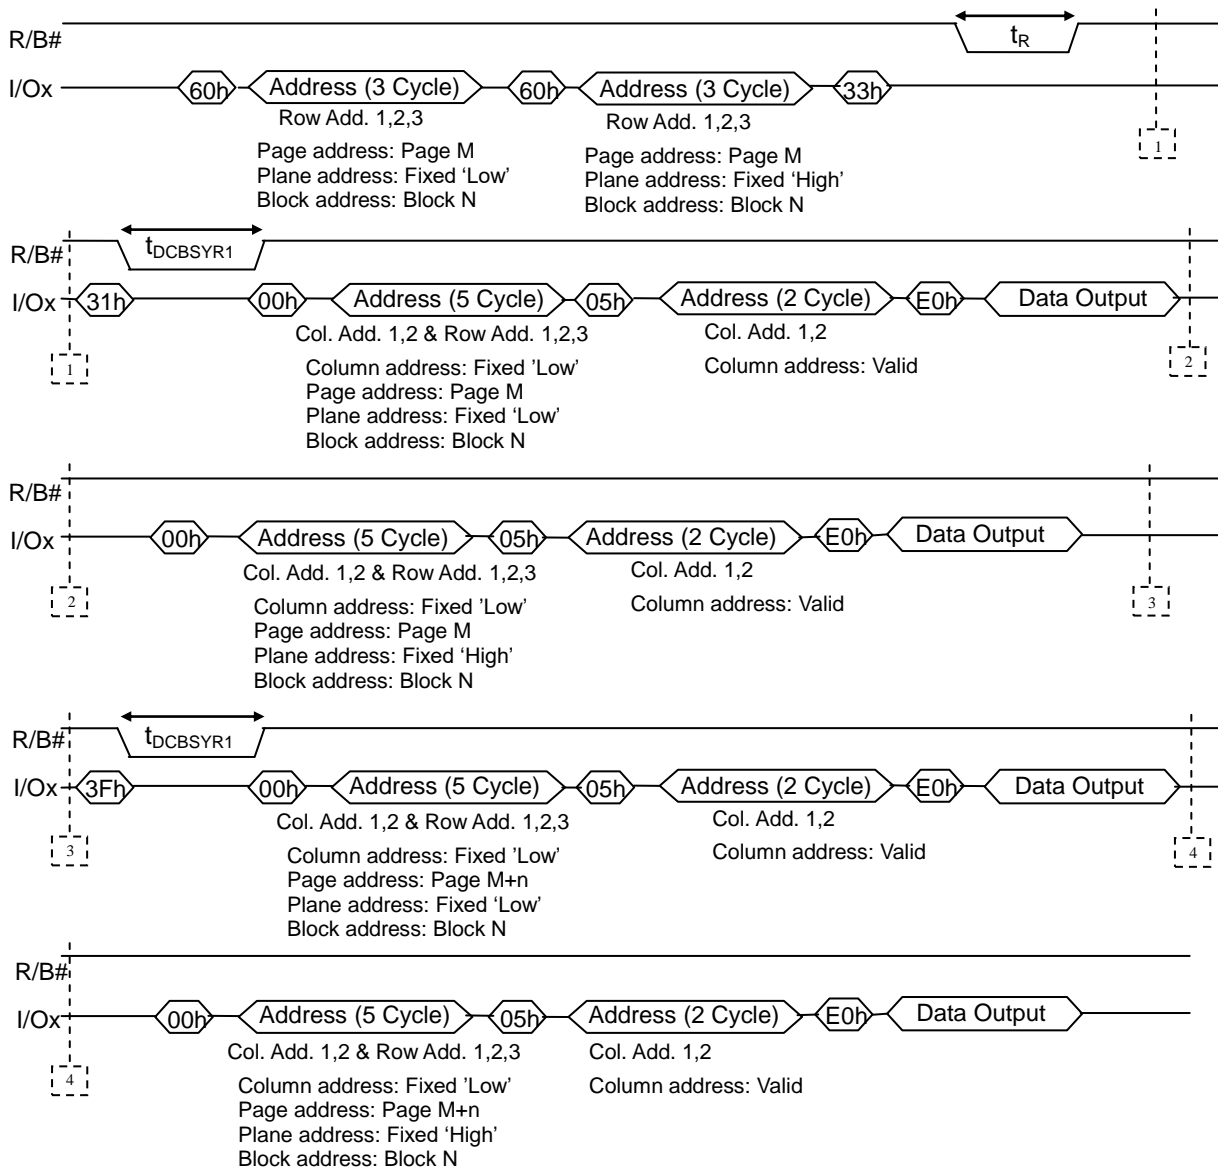 R/B#
tR
I/Ox
60h
Address (3 Cycle)
60h
Address (3 Cycle)
33h
Row Add. 1,2,3
Page address: Page M
Plane address: Fixed ‘Low’
Block address: Block N
Row Add. 1,2,3
Page address: Page M
Plane address: Fixed ‘High’
Block address: Block N
1
R/B#
tDCBSYR1
I/Ox
31h
00h
Address (5 Cycle)
05h
Address (2 Cycle)
E0h
Data Output
Col. Add. 1,2 & Row Add. 1,2,3
Column address: Fixed ’Low’
Page address: Page M
Plane address: Fixed ‘Low’
Block address: Block N
Col. Add. 1,2
Column address: Valid
1
2
R/B#
I/Ox
00h
Address (5 Cycle)
05h
Address (2 Cycle)
E0h
Data Output
Col. Add. 1,2 & Row Add. 1,2,3
Column address: Fixed ’Low’
Page address: Page M
Plane address: Fixed ‘High’
Block address: Block N
Col. Add. 1,2
Column address: Valid
2
3
R/B#
tDCBSYR1
I/Ox
3Fh
00h
Address (5 Cycle)
05h
Address (2 Cycle)
E0h
Data Output
Col. Add. 1,2 & Row Add. 1,2,3
Column address: Fixed ’Low’
Page address: Page M+n
Plane address: Fixed ‘Low’
Block address: Block N
Col. Add. 1,2
Column address: Valid
3
4
R/B#
I/Ox
00h
Address (5 Cycle)
05h
Address (2 Cycle)
E0h
Data Output
Col. Add. 1,2 & Row Add. 1,2,3
Column address: Fixed ’Low’
Page address: Page M+n
Plane address: Fixed ‘High’
Block address: Block N
Col. Add. 1,2
Column address: Valid
4